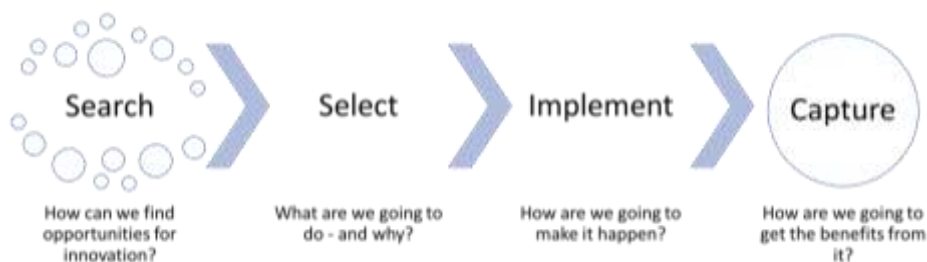 Search
Select
Implement
Capture
How can we find
opportunities for
innovation?
What are we going to
do - and why?
How are we going to
make it happen?
How are we going to
get the benefits from
it?